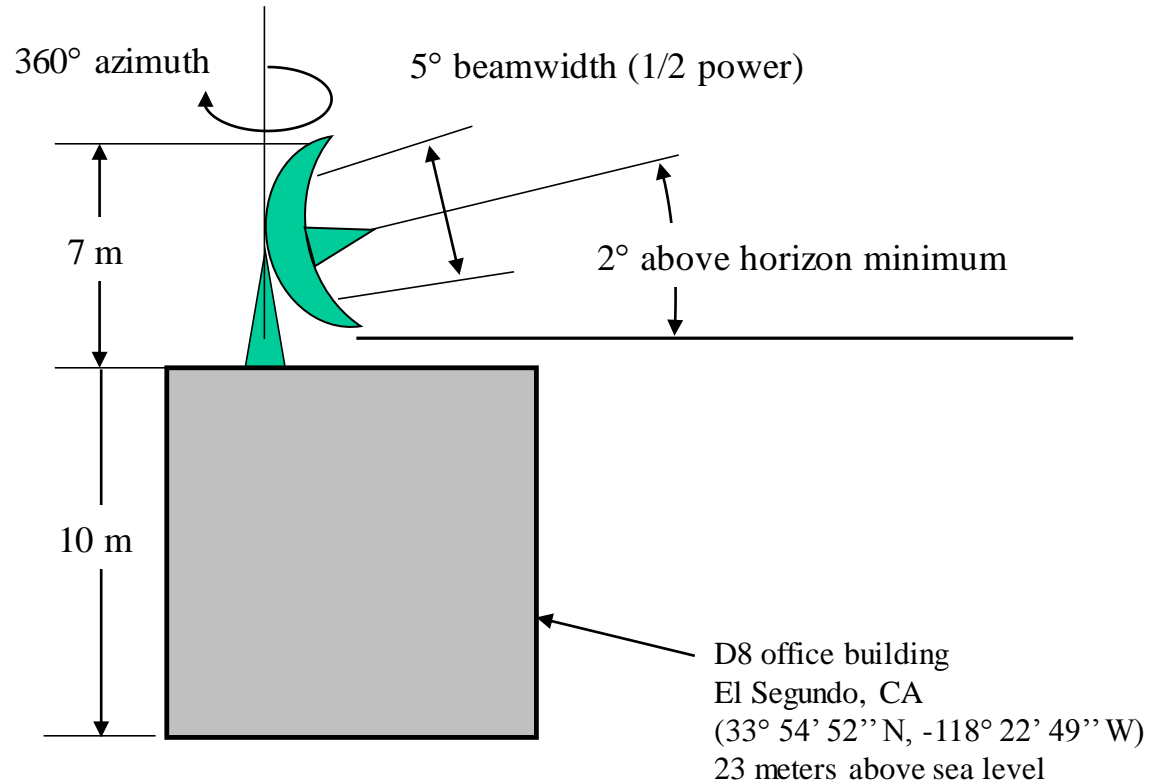 360° azimuth
5° beamwidth (1/2 power)
7 m
2° above horizon minimum
10 m
D8 office building
El Segundo, CA
(33° 54’ 52’’ N, -118° 22’ 49’’ W)
23 meters above sea level